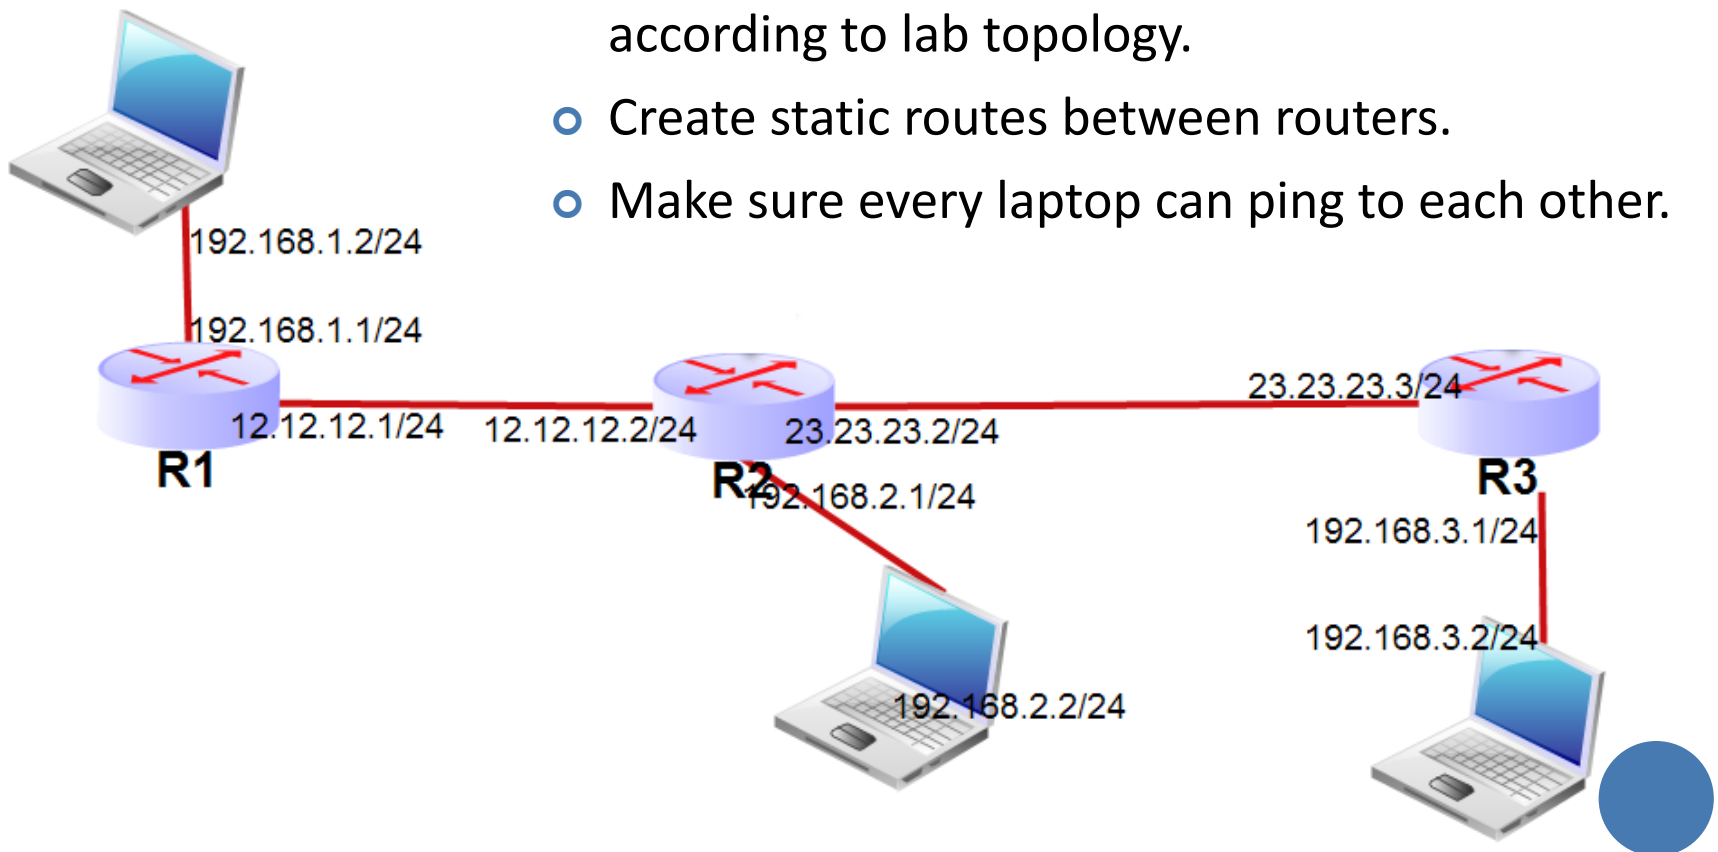 according to lab topology.
Create static routes between routers.
Make sure every laptop can ping to each other.
192.168.1.2/24
192.168.1.1/24
23.23.23.3/24
12.12.12.1/24
12.12.12.2/24
23.23.23.2/24
R1
R2
R3
192.168.2.1/24
192.168.3.1/24
192.168.3.2/24
192.168.2.2/24